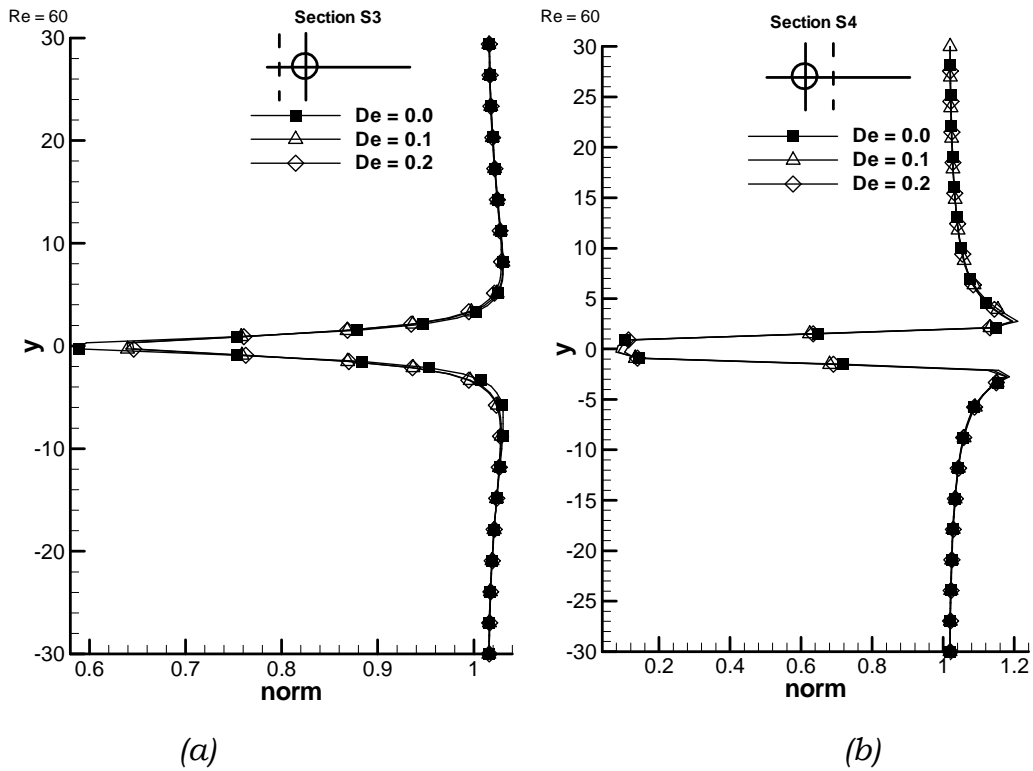 Re = 60
Section S3
De = 0.0
De = 0.1
De = 0.2
30
20
10
0
-10
-20
-30
y
0.6
0.7
0.8
0.9
1
norm
(a)
Re = 60
Section S4
De = 0.0
De = 0.1
De = 0.2
30
25
20
15
10
5
0
-5
-10
-15
-20
-25
-30
y
0.2
0.4
0.6
0.8
1
1.2
norm
(b)